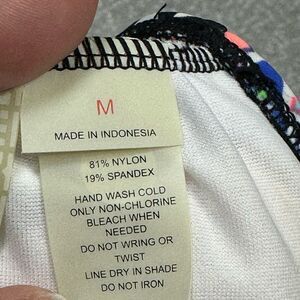 M
MADE IN INDONESIA
81% NYLON
19% SPANDEX
HAND WASH COLD
ONLY NON-CHLORINE
BLEACH WHEN
NEEDED
DO NOT WRING OR
TWIST
LINE DRY IN SHADE
DO NOT IRON